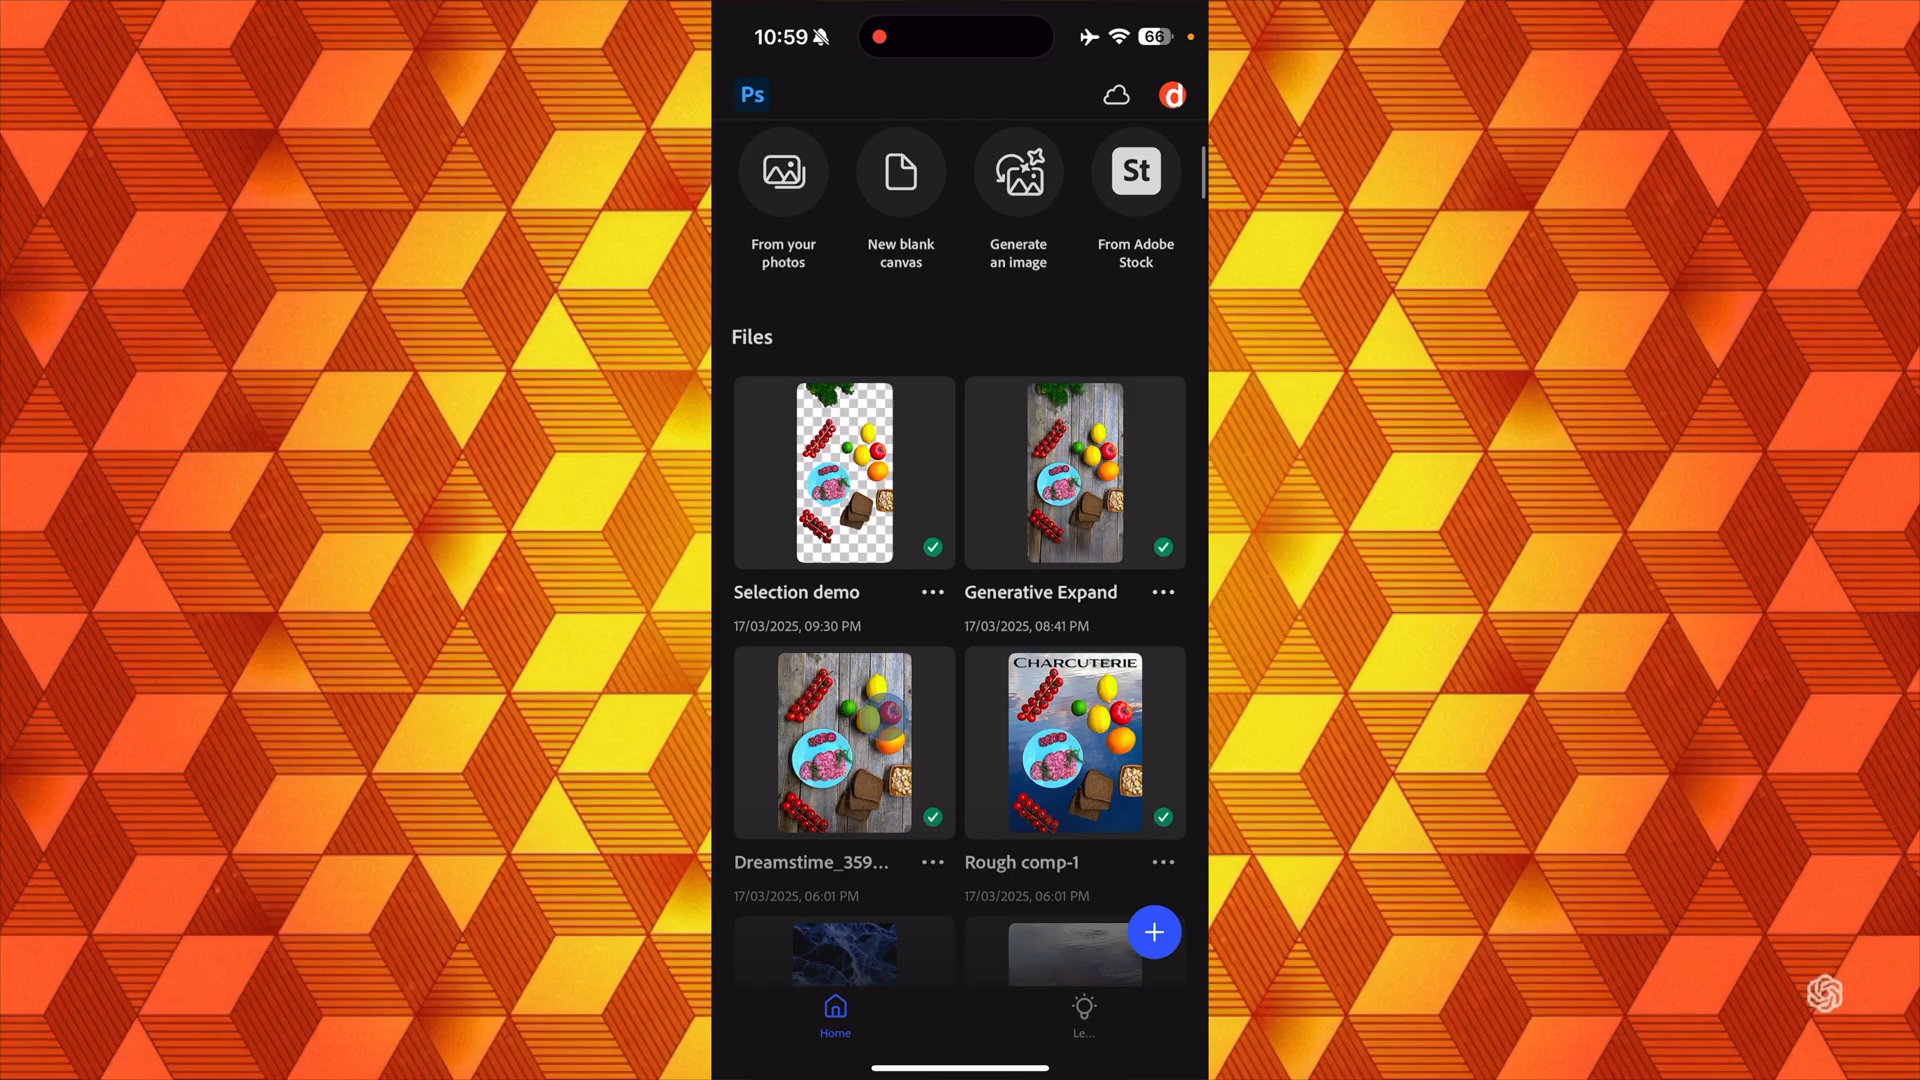 10:59
66
Ps
d
St
From your
photos
New blank
canvas
Generate
an image
From Adobe
Stock
Files
Selection demo
Generative Expand
17/03/2025, 09:30 PM
17/03/2025, 08:41 PM
CHARCUTERIE
Dreamstime_359...
Rough comp-1
17/03/2025, 06:01 PM
17/03/2025, 06:01 PM
Home
Le...